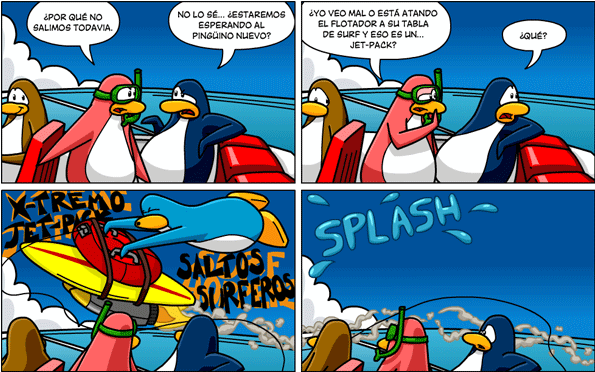 ¿POR QUÉ NO
SALIMOS TODAVIA.
NO LO SÉ... ¿ESTAREMOS
ESPERANDO AL
PINGÜINO NUEVO?
¿YO VEO MAL O ESTÁ ATANDO
EL FLOTADOR A SU TABLA
DE SURF Y ESO ES UN...
JET-PACK?
¿QUÉ?
X-TREMO
JET-PACK
SALTOS
SURFEROS
SPLASH